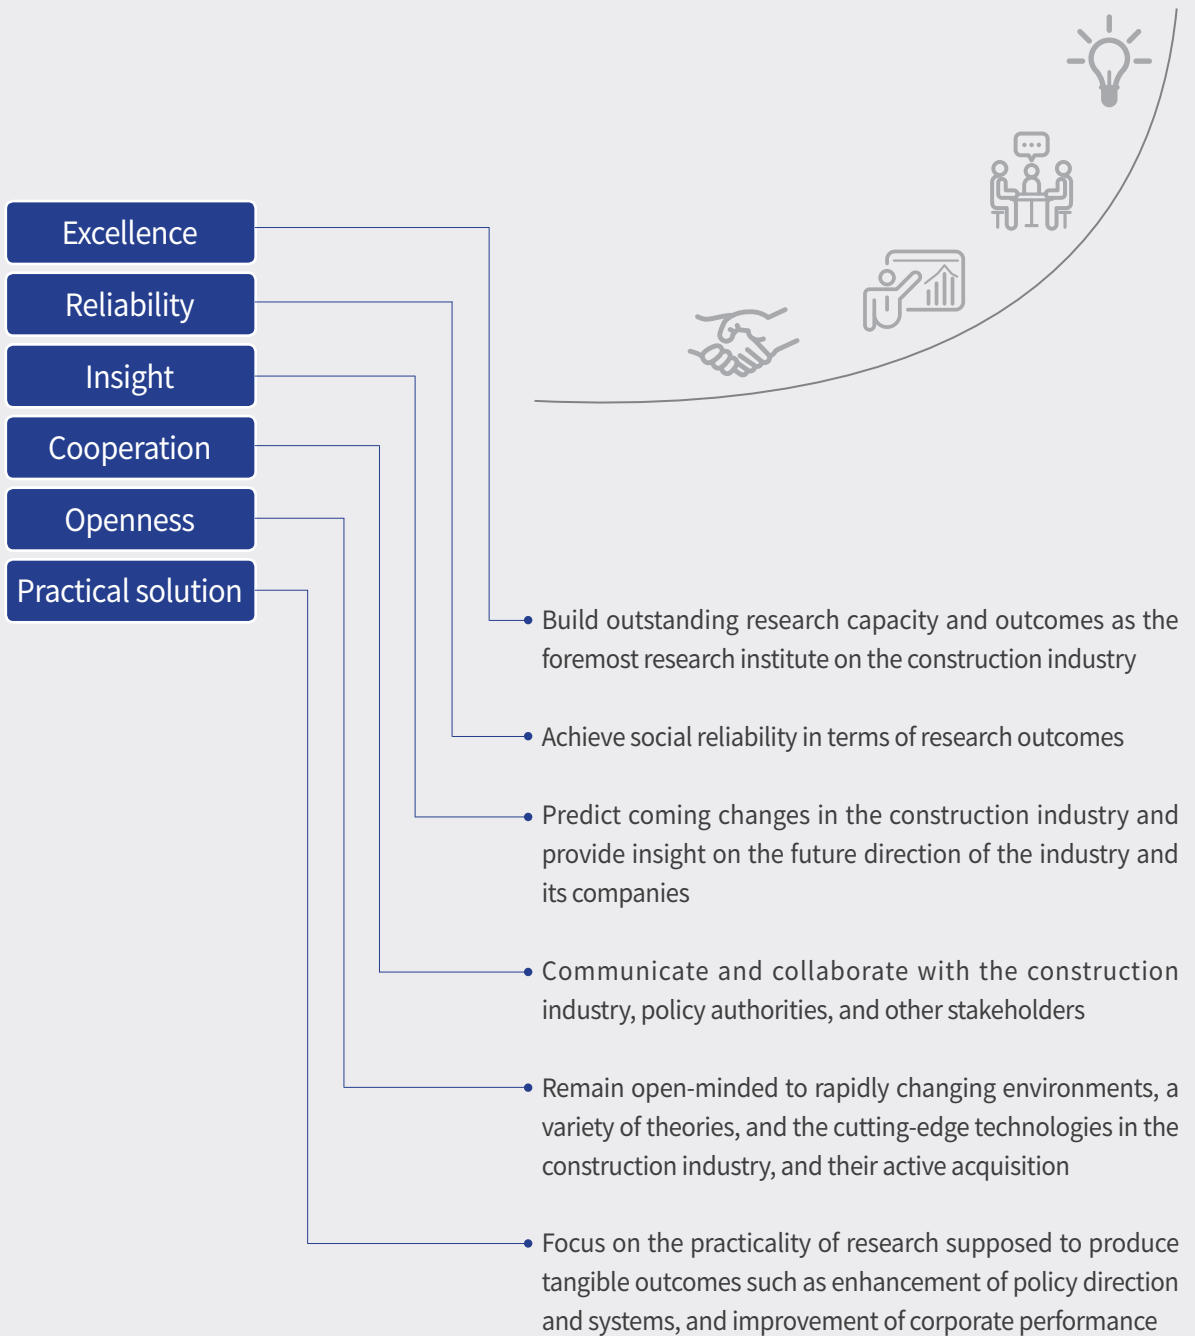 Excellence
Reliability
Insight
Cooperation
Openness
Practical solution
Build outstanding research capacity and outcomes as the
foremost research institute on the construction industry
Achieve social reliability in terms of research outcomes
Predict coming changes in the construction industry and
provide insight on the future direction of the industry and
its companies
Communicate and collaborate with the construction
industry, policy authorities, and other stakeholders
Remain open-minded to rapidly changing environments, a
variety of theories, and the cutting-edge technologies in the
construction industry, and their active acquisition
Focus on the practicality of research supposed to produce
tangible outcomes such as enhancement of policy direction
and systems, and improvement of corporate performance